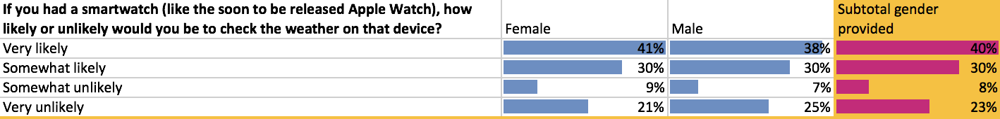 If you had a smartwatch (like the soon to be released Apple Watch), how
likely or unlikely would you be to check the weather on that device?
Female
Male
Subtotal gender
provided
Very likely 41% 38% 40%
Somewhat likely 30% 30% 30%
Somewhat unlikely 9% 7% 8%
Very unlikely 21% 25% 23%